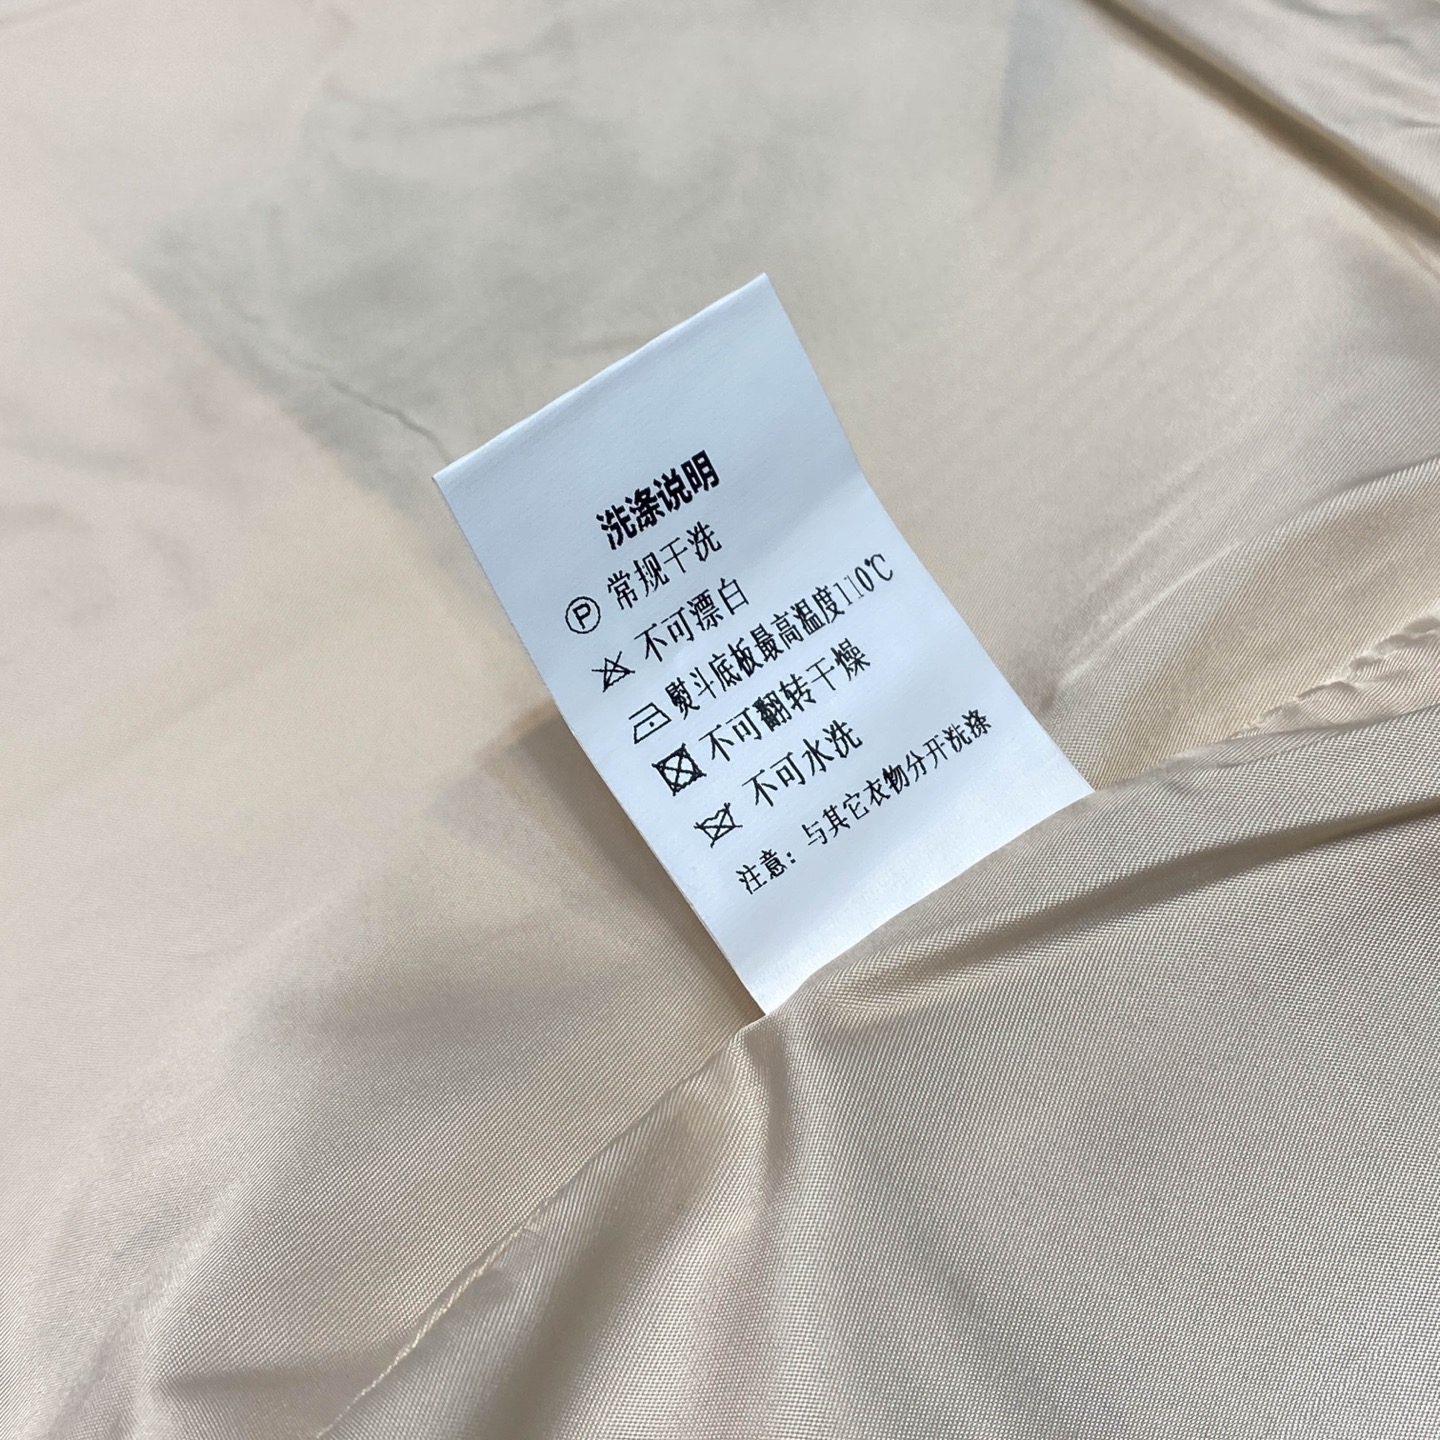 洗涤说明
Ⓟ 常规干洗
不可漂白
熨斗底板最高温度110℃
不可翻转干燥
不可水洗
注意：与其它衣物分开洗涤